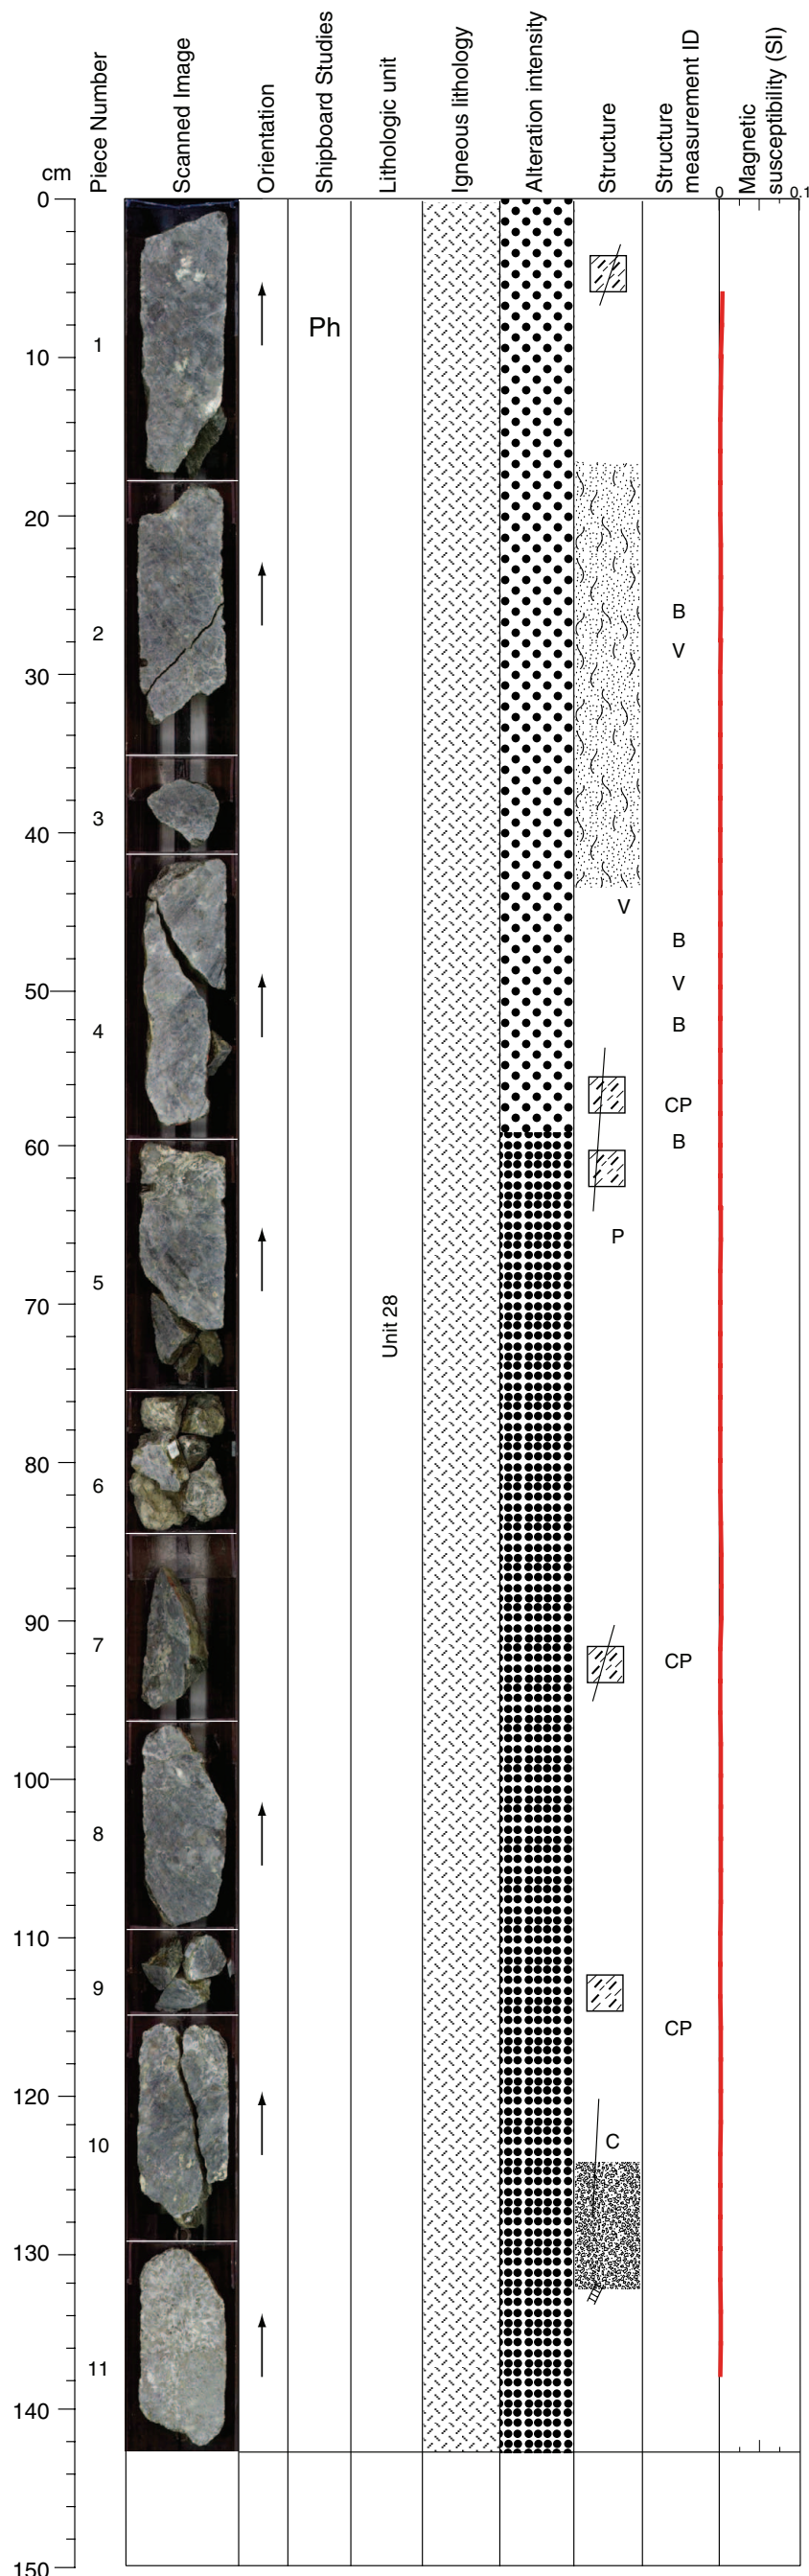 cm
Piece Number
Scanned Image
Orientation
Shipboard Studies
Lithologic unit
Igneous lithology
Alteration intensity
Structure
Structure
measurement ID
Magnetic
susceptibility (SI)
0
0.1
0
1
Ph
10
20
2
B
V
30
3
40
V
B
50
V
4
B
CP
60
B
P
5
70
Unit 28
80
6
90
7
CP
100
8
110
9
CP
120
10
C
130
11
140
150